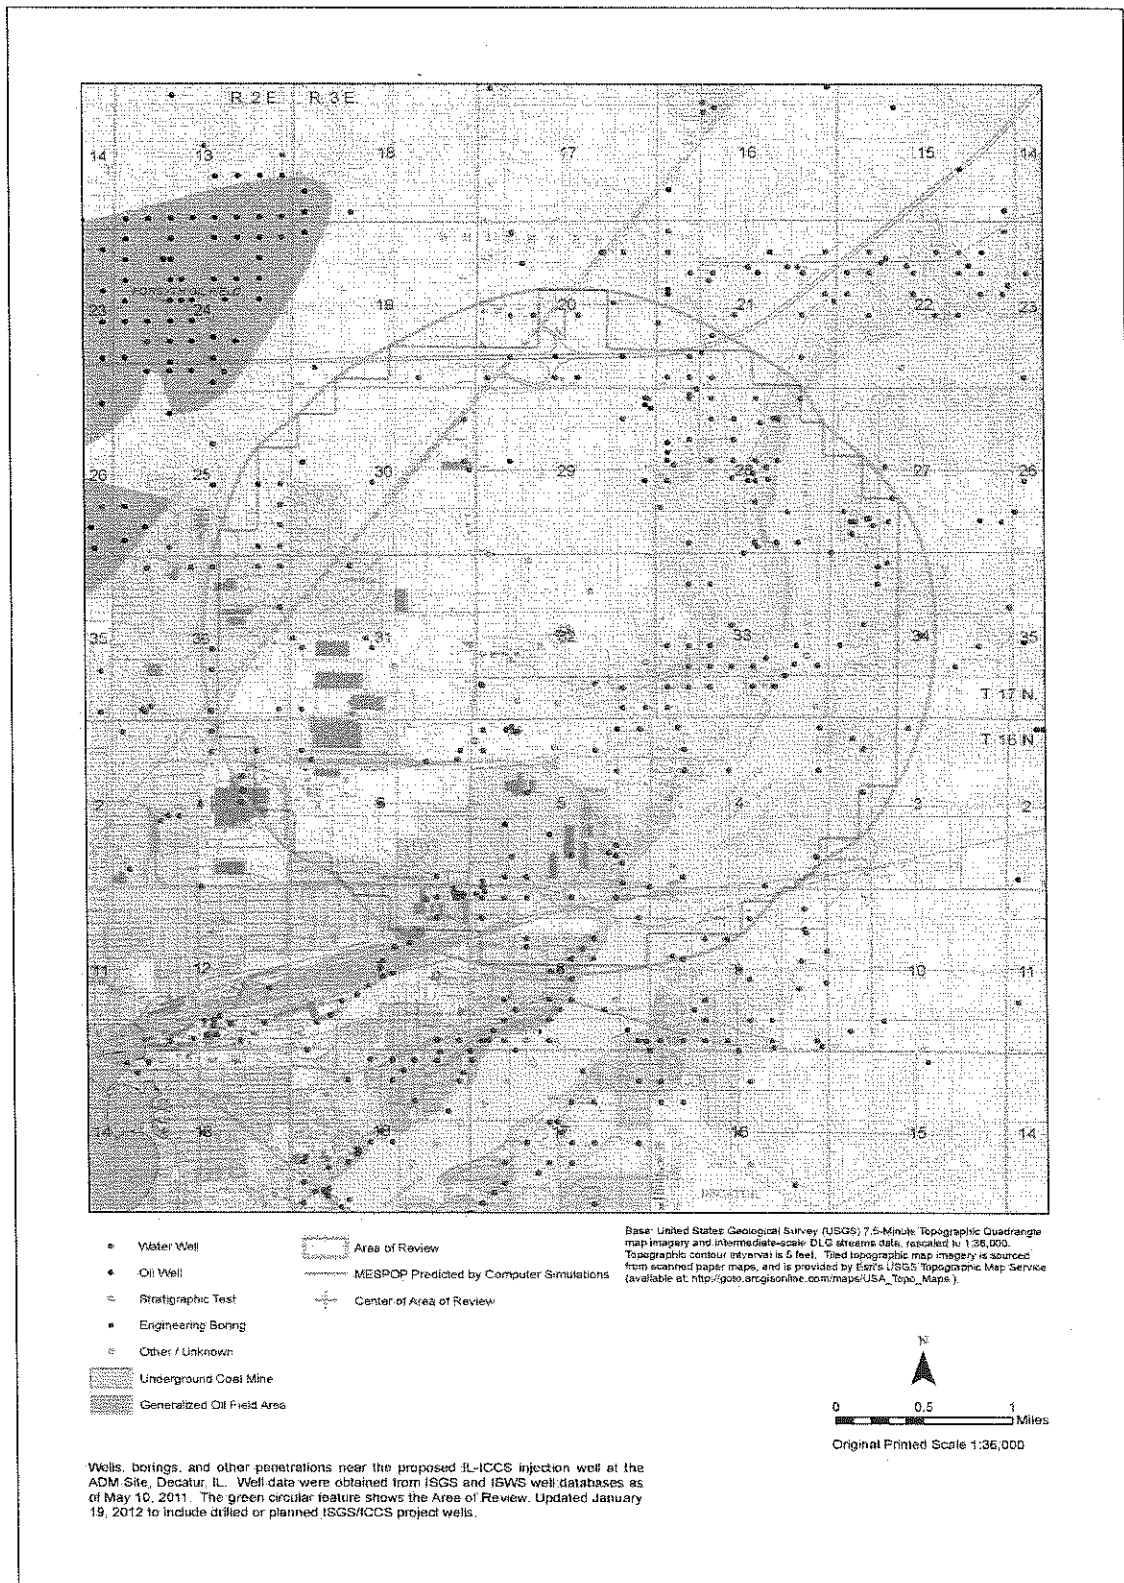 R. 2 E. R. 3 E.
14 13 18 17 16 15 14
23 24 19 20 21 22 23
26 25 30 29 28 27 26
35 36 31 32 33 34 35
T 17 N
T 16 N
2 6 5 4 3 2
11 12 9 10 11
18 17 16 15 14
DECATUR
Water Well
Oil Well
Stratigraphic Test
Engineering Boring
Other / Unknown
Underground Coal Mine
Generalized Oil Field Area
Area of Review
MESPOP Predicted by Computer Simulations
Center of Area of Review
Base: United States Geological Survey (USGS) 7.5-Minute Topographic Quadrangle
map imagery and intermediate-scale DLG streams data, rescaled to 1:36,000.
Topographic contour interval is 5 feet. Tiled topographic map imagery is sourced
from scanned paper maps, and is provided by Esri's USGS Topographic Map Service
(available at: http://goto.arcgisonline.com/maps/USA_Topo_Maps ).
N
0 0.5 1
Miles
Original Printed Scale 1:36,000
Wells, borings, and other penetrations near the proposed IL-ICCS injection well at the
ADM Site, Decatur, IL. Well data were obtained from ISGS and ISWS well databases as
of May 10, 2011. The green circular feature shows the Area of Review. Updated January
19, 2012 to include drilled or planned ISGS/ICCS project wells.